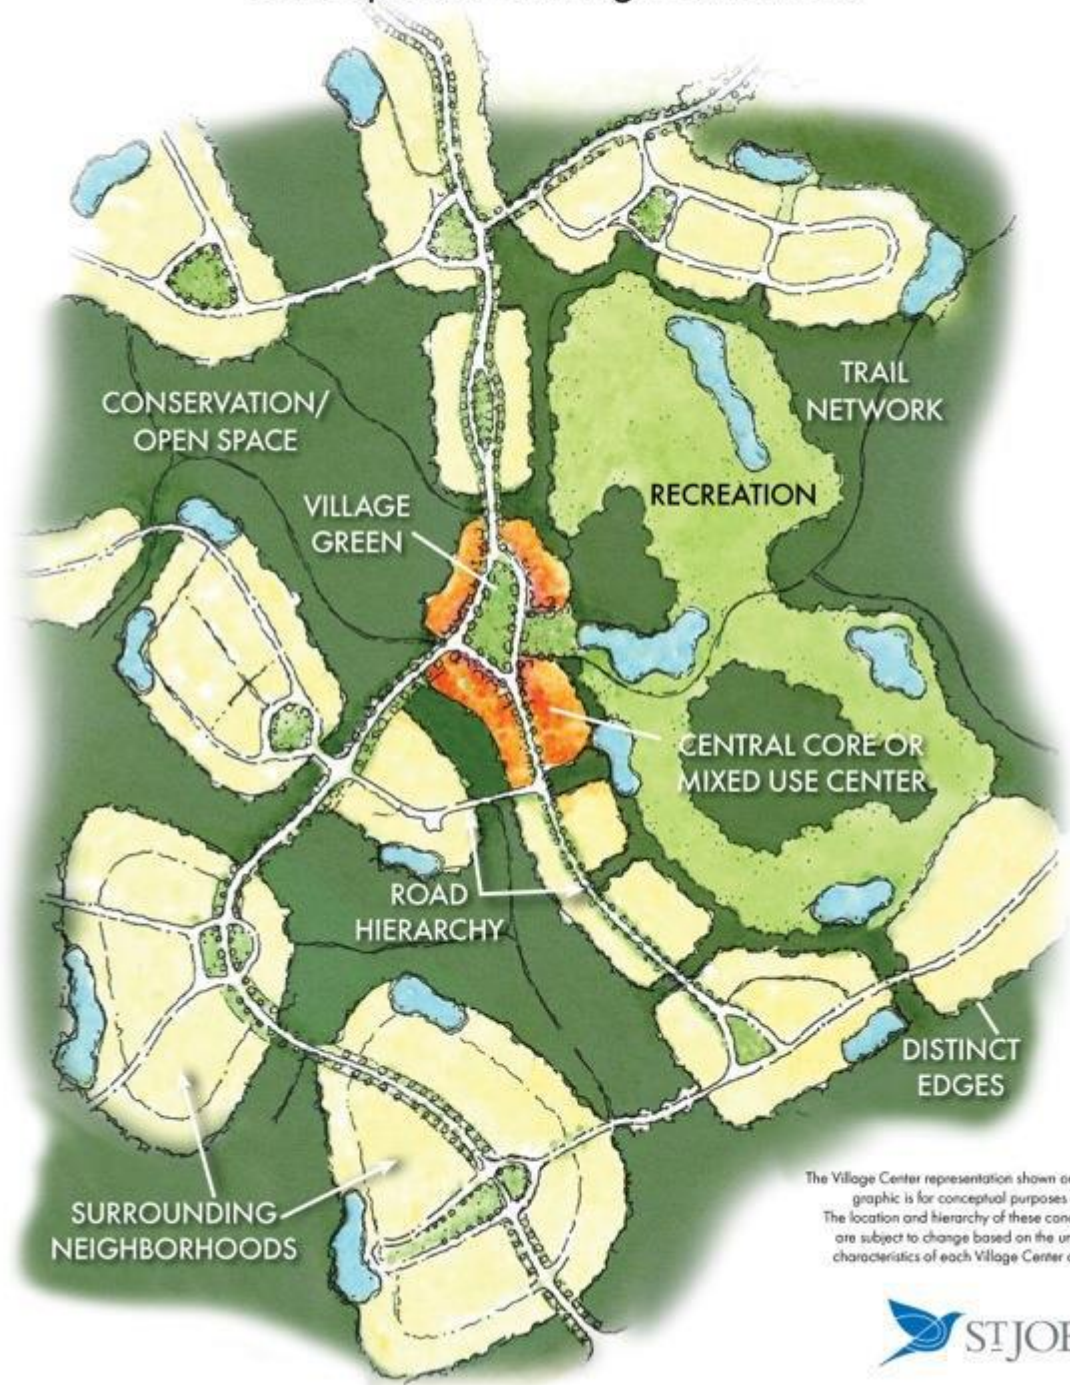 TRAIL
NETWORK
CONSERVATION/
OPEN SPACE
RECREATION
VILLAGE
GREEN
CENTRAL CORE OR
MIXED USE CENTER
ROAD
HIERARCHY
DISTINCT
EDGES
SURROUNDING
NEIGHBORHOODS
The Village Center representation shown
graphic is for conceptual purposes
The location and hierarchy of these
are subject to change based on the
characteristics of each Village Center
ST JOE